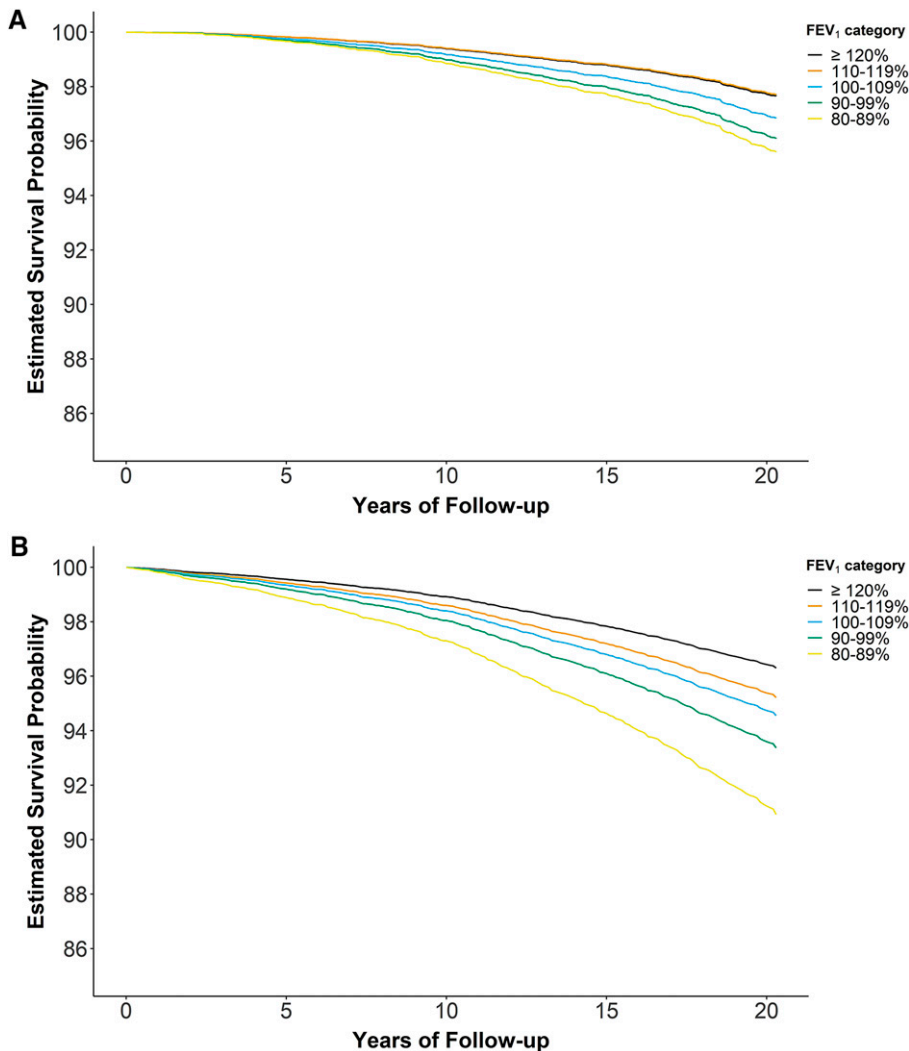 A
Estimated Survival Probability
100
98
96
94
92
90
88
86
0 5 10 15 20
Years of Follow-up
FEV₁ category
≥ 120%
110-119%
100-109%
90-99%
80-89%
B
Estimated Survival Probability
100
98
96
94
92
90
88
86
0 5 10 15 20
Years of Follow-up
FEV₁ category
≥ 120%
110-119%
100-109%
90-99%
80-89%